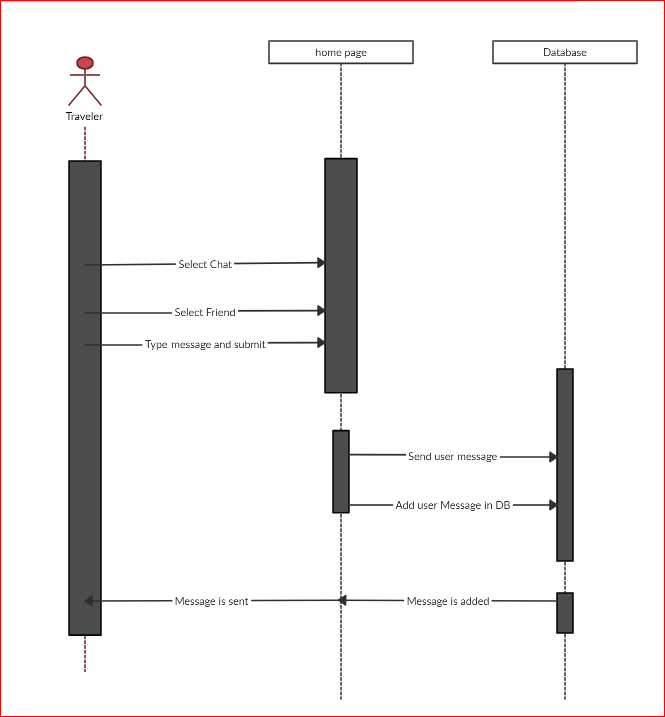 home page
Database
Traveler
Select Chat
Select Friend
Type message and submit
Send user message
Add user Message in DB
Message is sent
Message is added